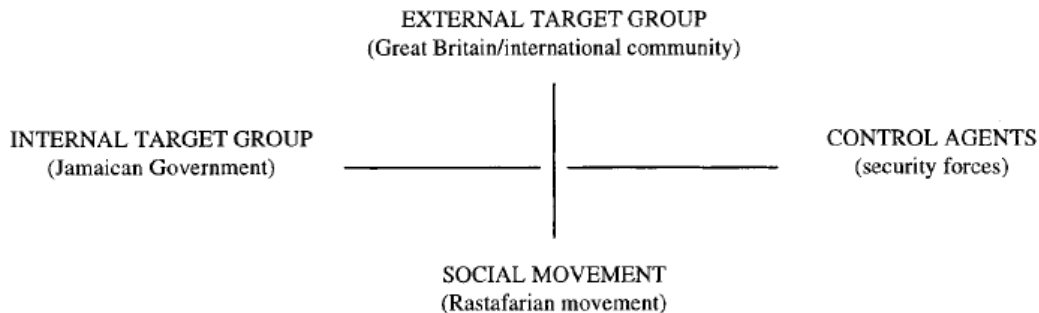 EXTERNAL TARGET GROUP
(Great Britain/international community)
INTERNAL TARGET GROUP
(Jamaican Government)
CONTROL AGENTS
(security forces)
SOCIAL MOVEMENT
(Rastafarian movement)